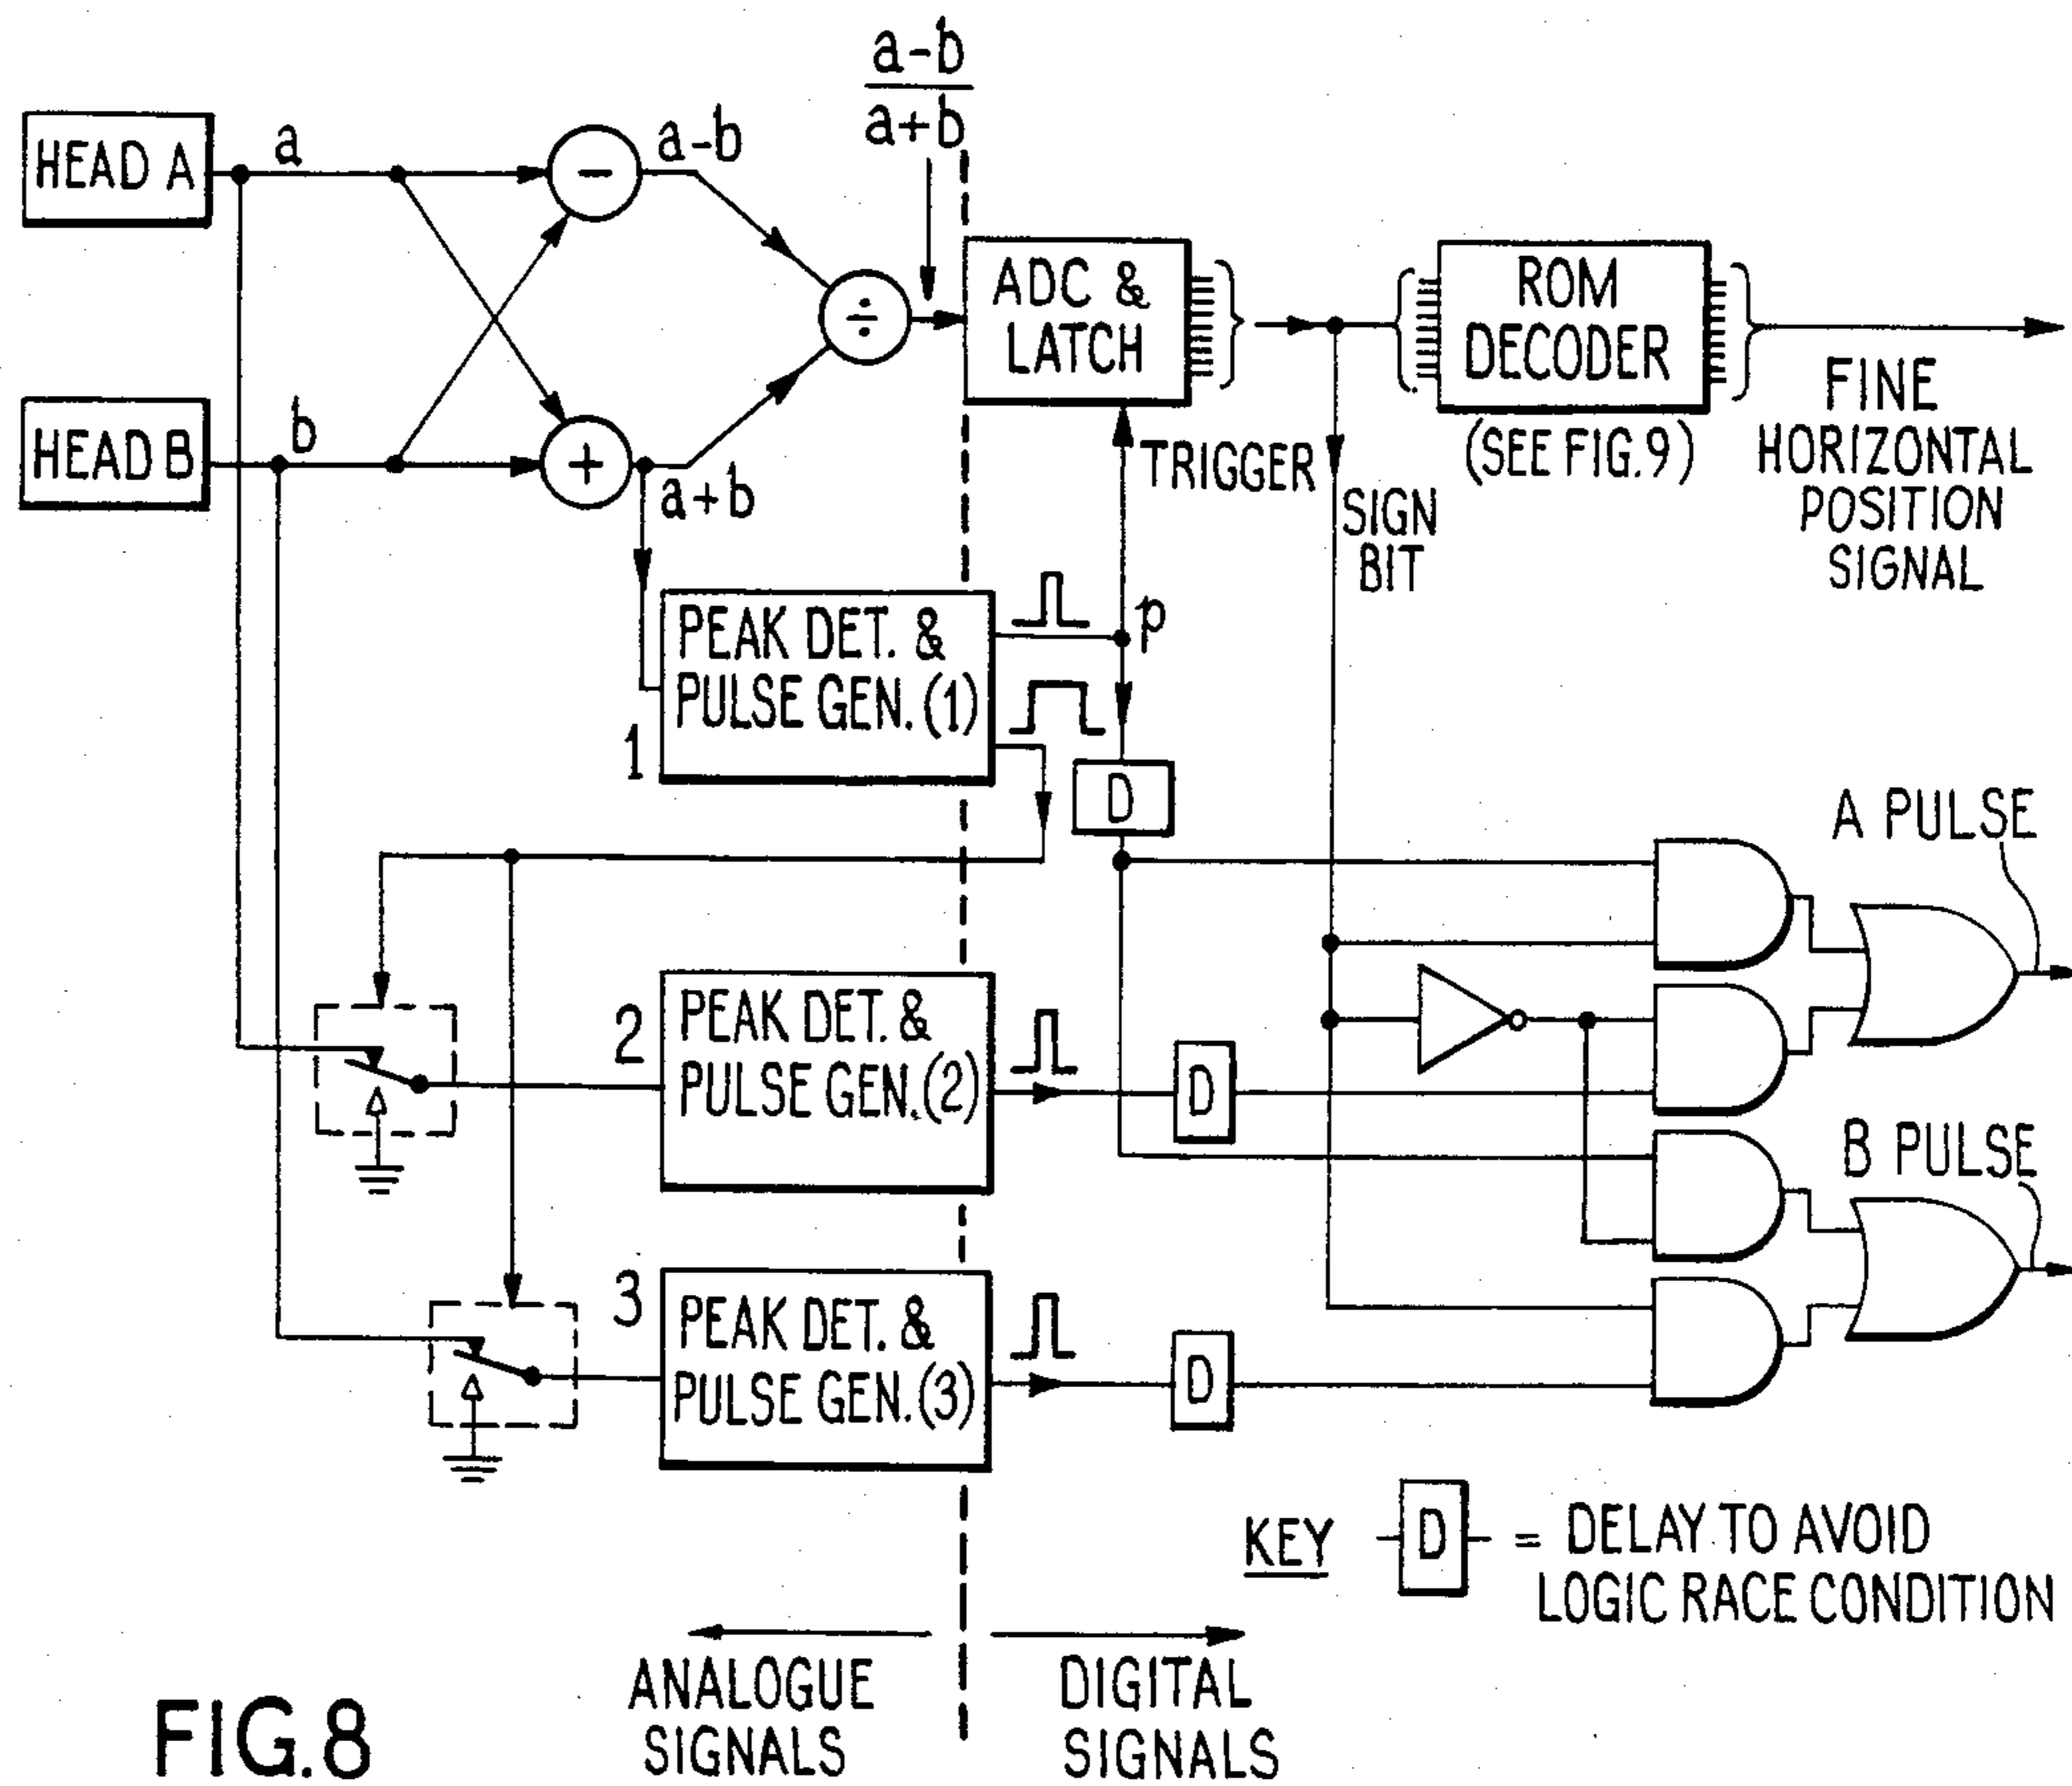 a-b
a+b
HEAD A
a
−
a-b
÷
ADC &
LATCH
ROM
DECODER
HEAD B
b
+
a+b
TRIGGER
(SEE FIG.9)
SIGN
BIT
FINE
HORIZONTAL
POSITION
SIGNAL
PEAK DET. &
PULSE GEN. (1)
1
p
D
A PULSE
2
PEAK DET. &
PULSE GEN. (2)
D
B PULSE
3
PEAK DET. &
PULSE GEN. (3)
D
KEY
D
= DELAY TO AVOID
LOGIC RACE CONDITION
ANALOGUE
SIGNALS
DIGITAL
SIGNALS
FIG.8